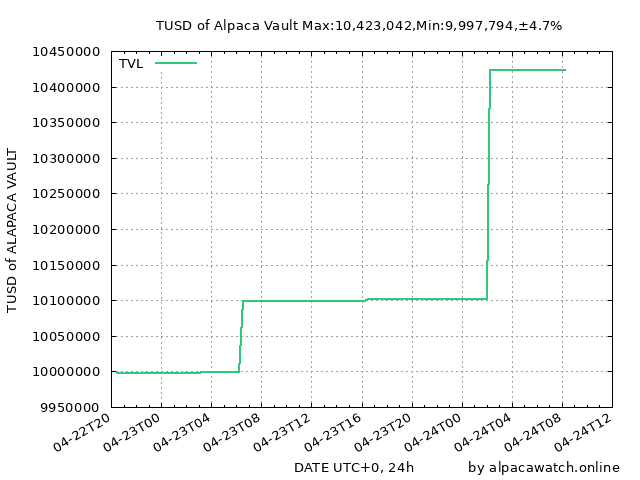 TUSD of Alpaca Vault Max:10,423,042,Min:9,997,794,±4.7%
TVL
10450000
10400000
10350000
10300000
10250000
10200000
10150000
10100000
10050000
10000000
9950000
TUSD of ALAPACA VAULT
04-22T20
04-23T00
04-23T04
04-23T08
04-23T12
04-23T16
04-23T20
04-24T00
04-24T04
04-24T08
04-24T12
DATE UTC+0, 24h
by alpacawatch.online